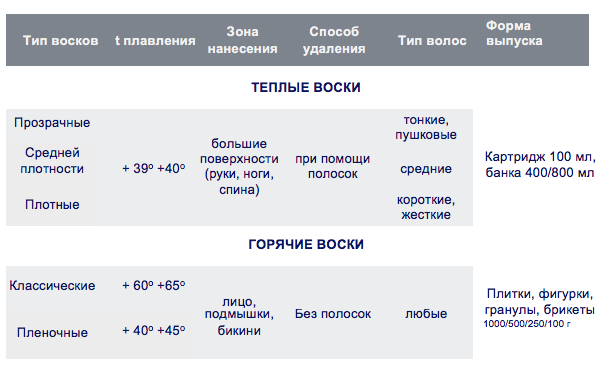 Тип восков
t плавления
Зона
нанесения
Способ
удаления
Тип волос
Форма
выпуска
ТЕПЛЫЕ ВОСКИ
Прозрачные
Средней
плотности
Плотные
+ 39º +40º
большие
поверхности
(руки, ноги,
спина)
при помощи
полосок
тонкие,
пушковые
средние
короткие,
жесткие
Картридж 100 мл,
банка 400/800 мл
ГОРЯЧИЕ ВОСКИ
Классические
+ 60º +65º
Пленочные
+ 40º +45º
лицо,
подмышки,
бикини
Без полосок
любые
Плитки, фигурки,
гранулы, брикеты
1000/500/250/100 г